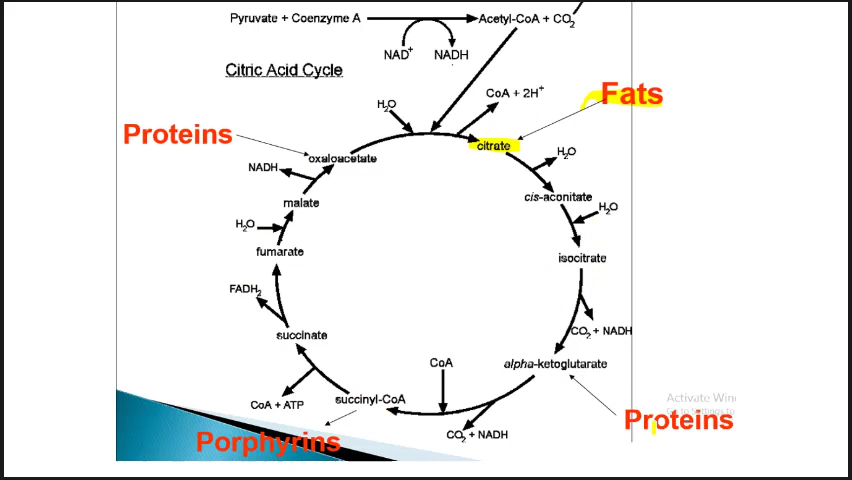 Pyruvate + Coenzyme A
Acetyl-CoA + CO2
NAD+
NADH
Citric Acid Cycle
CoA + 2H+
Fats
H2O
Proteins
citrate
oxaloacetate
H2O
NADH
cis-aconitate
malate
H2O
H2O
fumarate
isocitrate
FADH2
CO2 + NADH
succinate
CoA
alpha-ketoglutarate
succinyl-CoA
CoA + ATP
Activate Win
Proteins
Porphyrins
CO2 + NADH